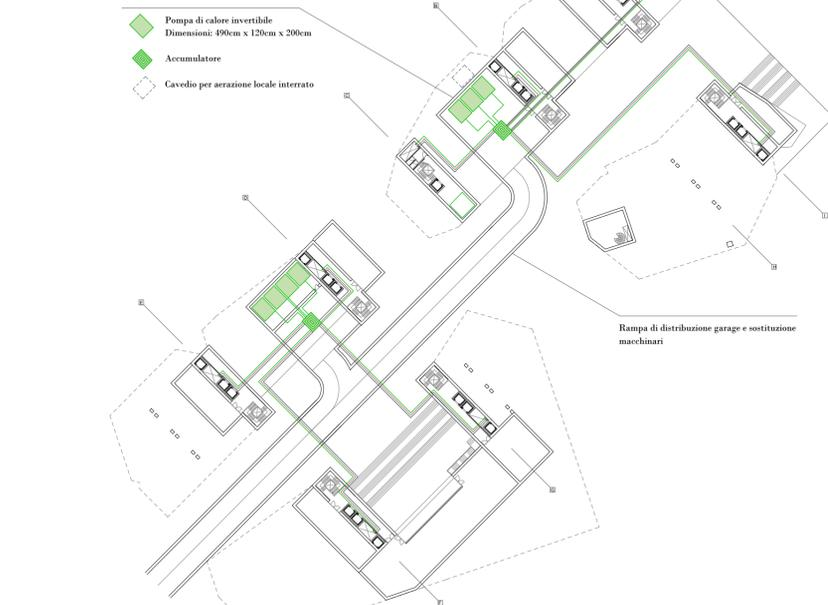 Pompa di calore invertibile
Dimensioni: 490cm x 120cm x 200cm
Accumulatore
Cavedio per aerazione locale interrato
Rampa di distribuzione garage e sostituzione
macchinari